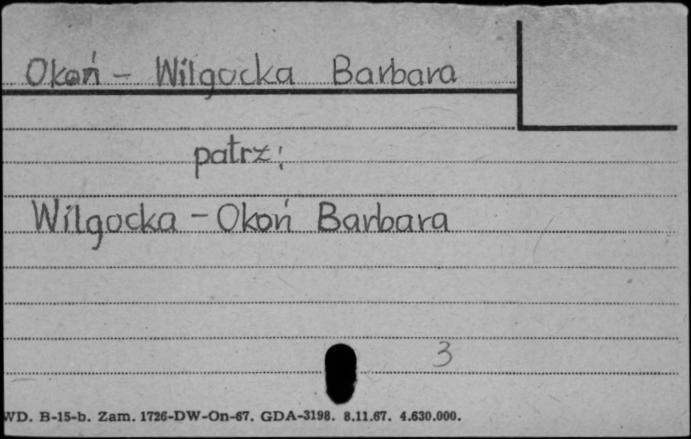 Okoń - Wilgocka Barbara
patrz:
Wilgocka - Okoń Barbara
3
WD. B-15-b. Zam. 1726-DW-On-67. GDA-3198. 8.11.67. 4.630.000.